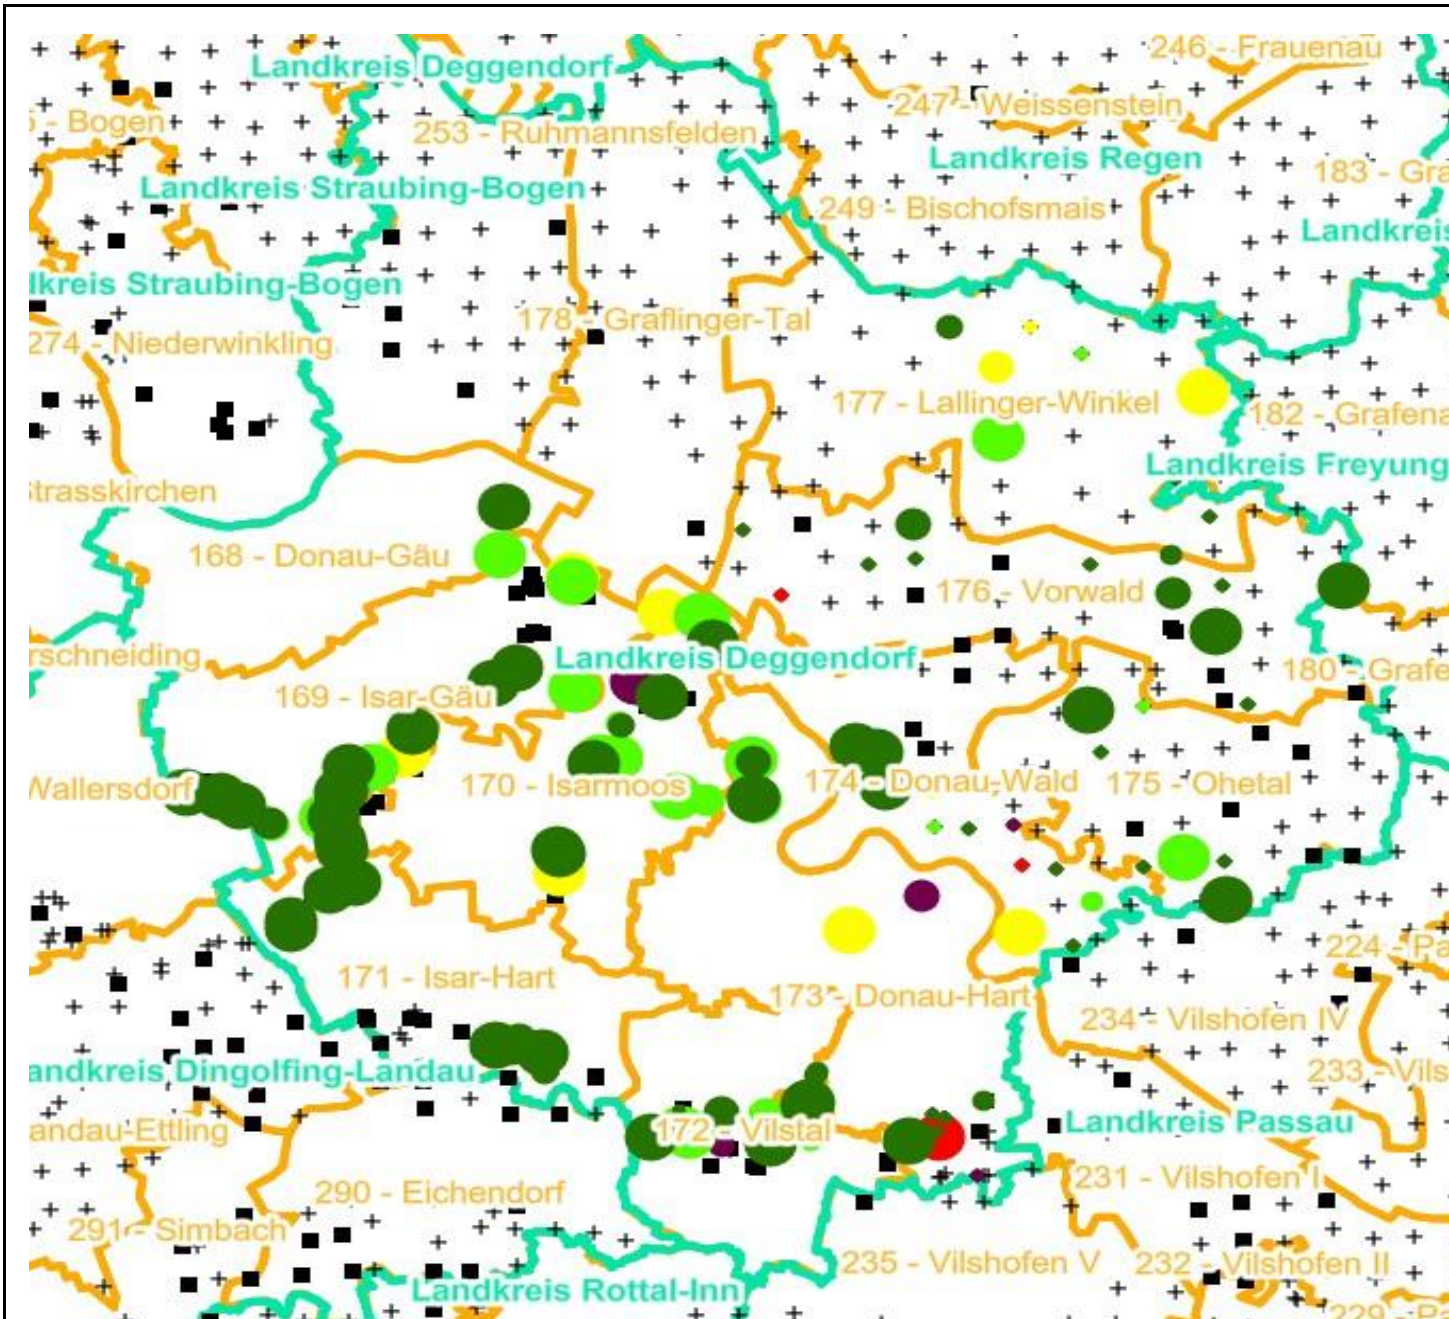 246 - Frauenau
Landkreis Deggendorf
247 - Weissenstein
5 - Bogen
253 - Ruhmannsfelden
Landkreis Regen
183 - Gra
Landkreis Straubing-Bogen
249 - Bischofsmais
Landkreis
dkreis Straubing-Bogen
178 - Graflinger-Tal
274 - Niederwinkling
177 - Lallinger-Winkel
182 - Grafena
Landkreis Freyung
Strasskirchen
168 - Donau-Gäu
176 - Vorwald
rschneiding
Landkreis Deggendorf
180 - Grafe
169 - Isar-Gäu
Wallersdorf
170 - Isarmoos
174 - Donau-Wald
175 - Ohetal
224 - Pa
171 - Isar-Hart
173 - Donau-Hart
234 - Vilshofen IV
andkreis Dingolfing-Landau
233 - Vils
andau-Ettling
172 - Vilstal
Landkreis Passau
231 - Vilshofen I
290 - Eichendorf
291 - Simbach
235 - Vilshofen V
232 - Vilshofen II
Landkreis Rottal-Inn
229 - Pa